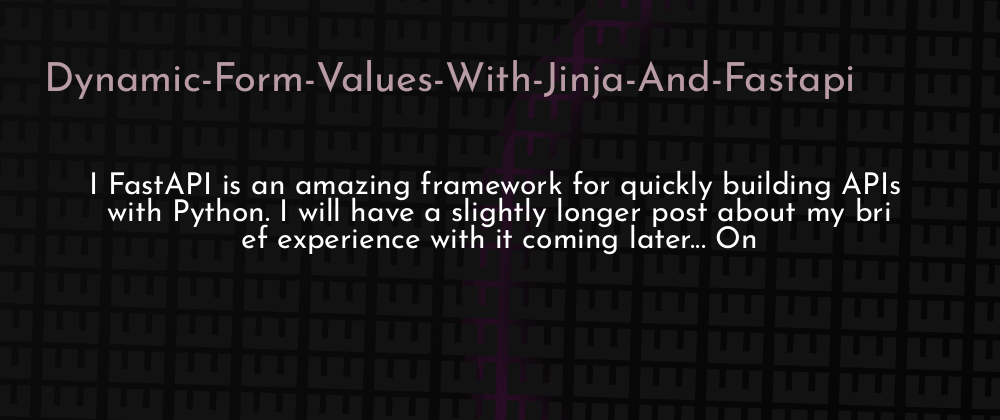 Dynamic-Form-Values-With-Jinja-And-Fastapi
I FastAPI is an amazing framework for quickly building APIs
with Python. I will have a slightly longer post about my bri
ef experience with it coming later... On